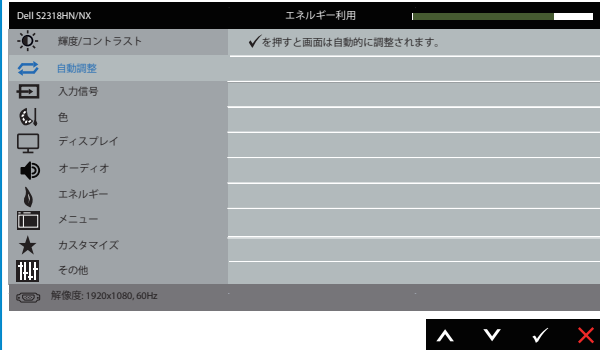 Dell S2318HN/NX エネルギー利用
輝度/コントラスト ✓を押すと画面は自動的に調整されます。
自動調整
入力信号
色
ディスプレイ
オーディオ
エネルギー
メニュー
カスタマイズ
その他
解像度: 1920x1080, 60Hz